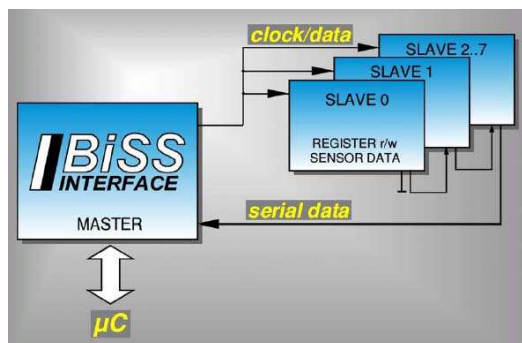 clock/data
SLAVE 2..7
SLAVE 1
SLAVE 0
REGISTER r/w
SENSOR DATA
BiSS
INTERFACE
MASTER
serial data
µC